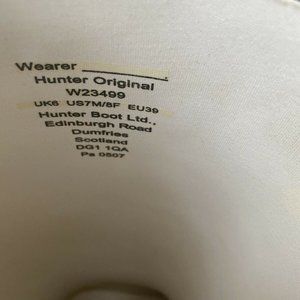 Wearer
Hunter Original
W23499
UK6 US7M/8F EU39
Hunter Boot Ltd..
Edinburgh Road
Dumfries
Scotland
DG1 1QA
Pa 0507